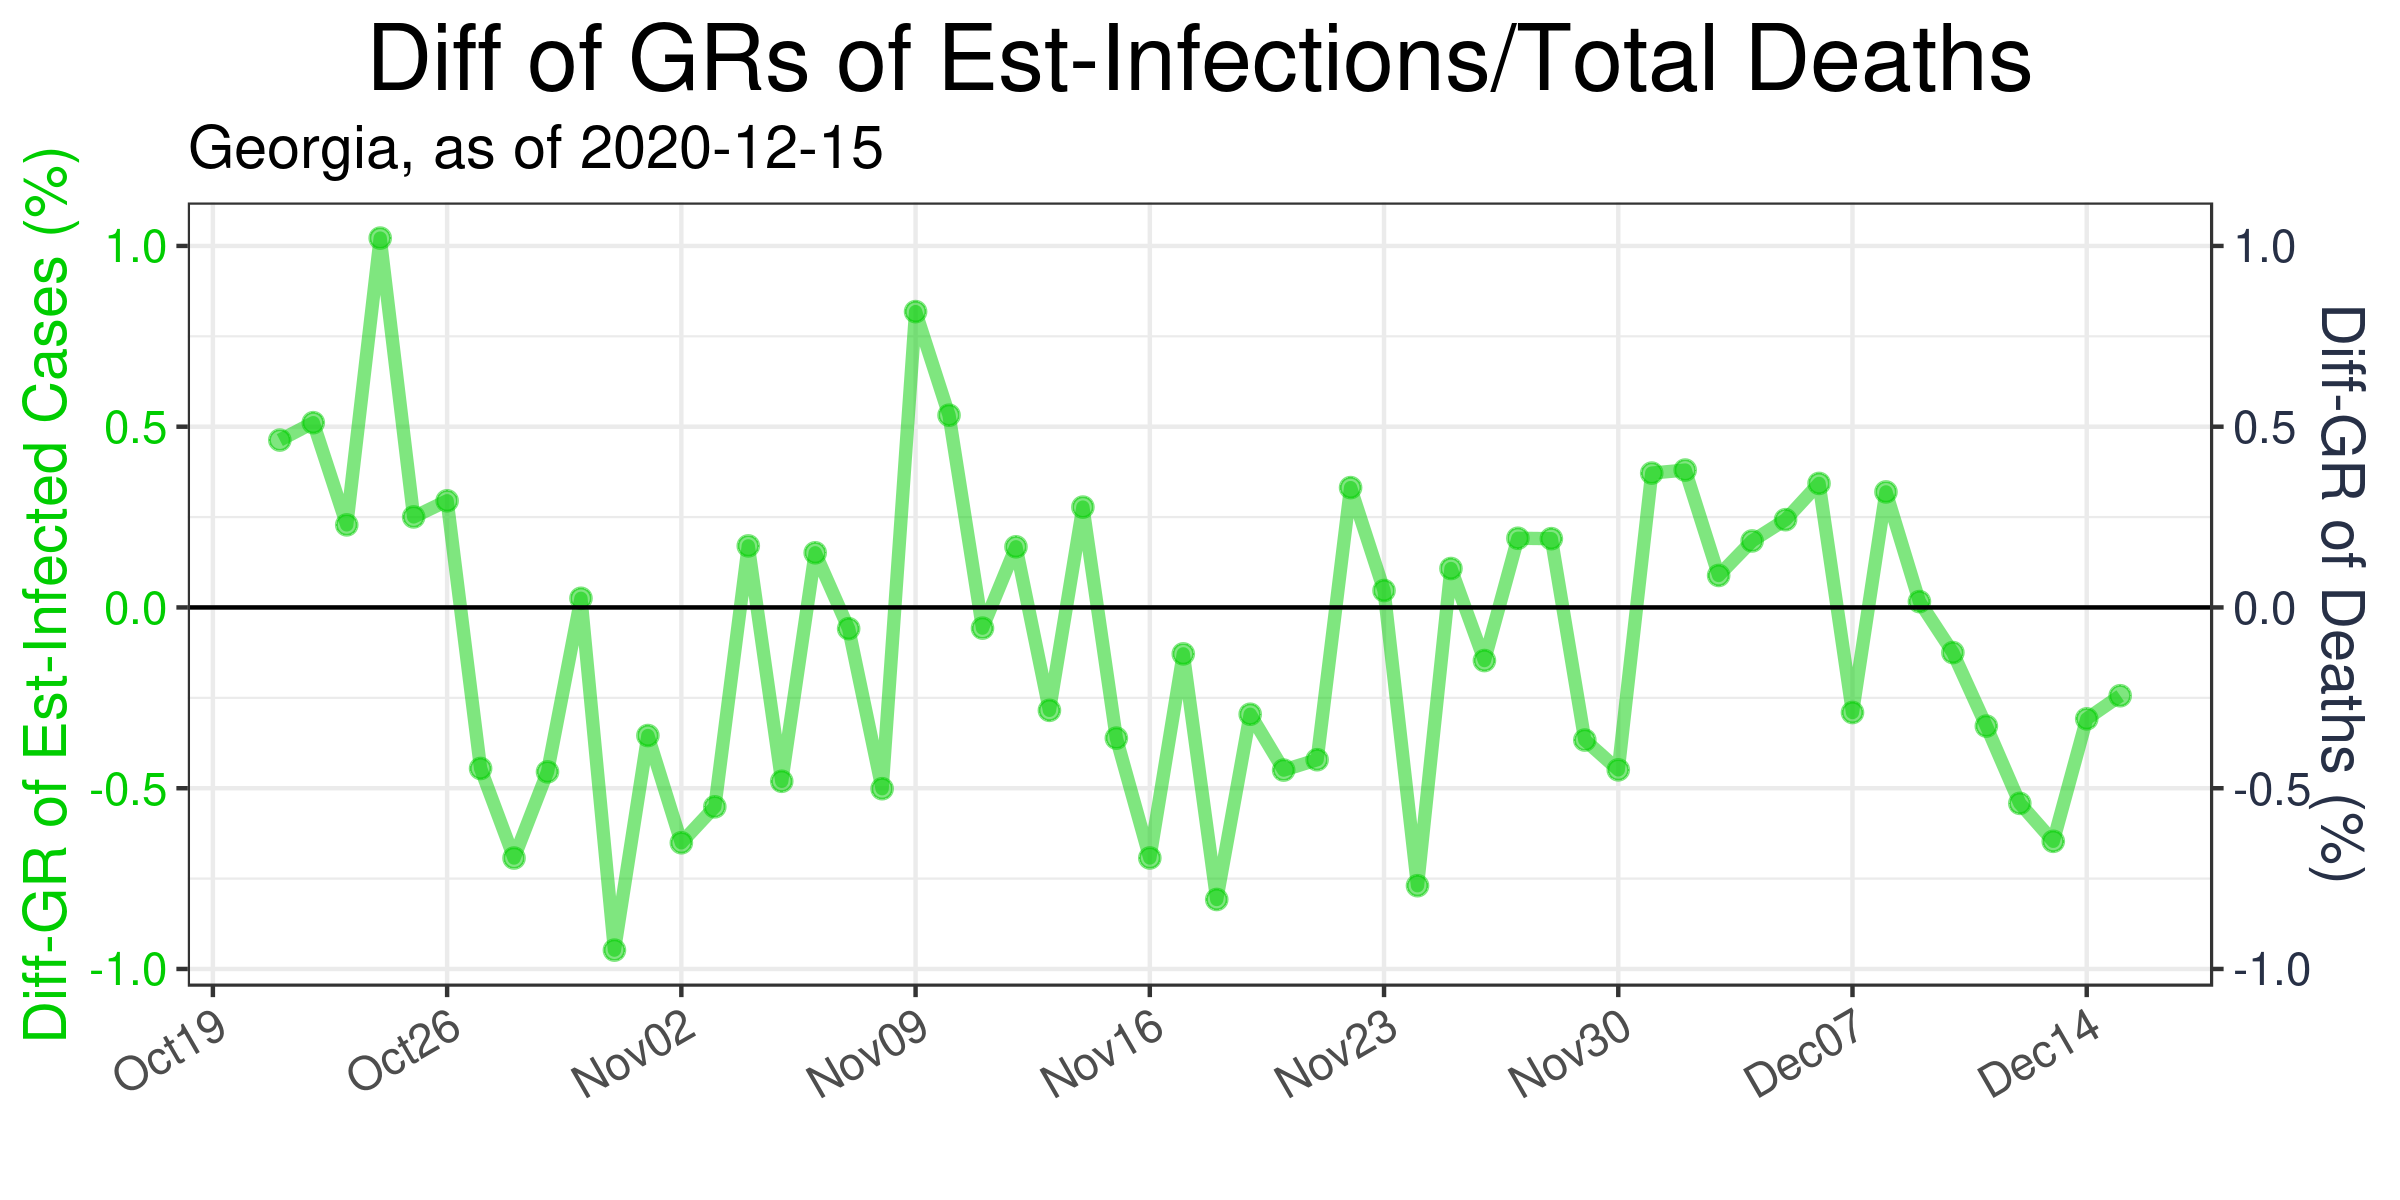 Diff of GRs of Est-Infections/Total Deaths
Georgia, as of 2020-12-15
Diff-GR of Est-Infected Cases (%)
1.0
0.5
0.0
-0.5
-1.0
1.0
0.5
0.0
-0.5
-1.0
Diff-GR of Deaths (%)
Oct19
Oct26
Nov02
Nov09
Nov16
Nov23
Nov30
Dec07
Dec14